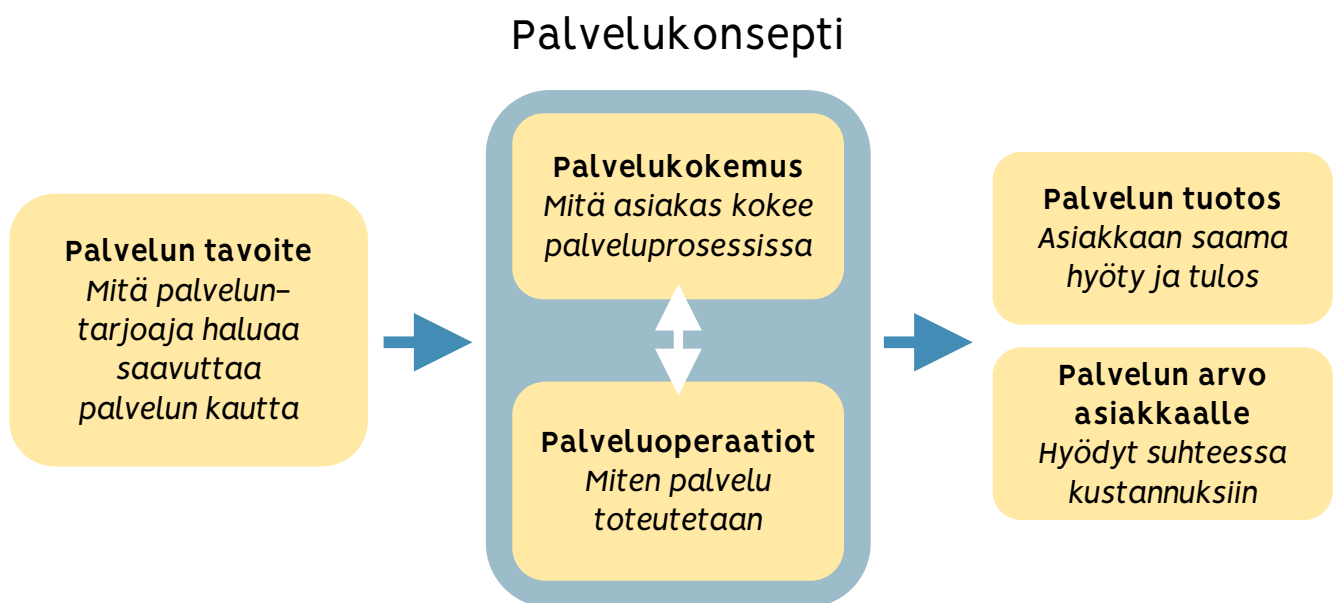 Palvelukonsepti
Palvelun tavoite
Mitä palvelun-
tarjoaja haluaa
saavuttaa
palvelun kautta
Palvelukokemus
Mitä asiakas kokee
palveluprosessissa
Palveluoperaatiot
Miten palvelu
toteutetaan
Palvelun tuotos
Asiakkaan saama
hyöty ja tulos
Palvelun arvo
asiakkaalle
Hyödyt suhteessa
kustannuksiin